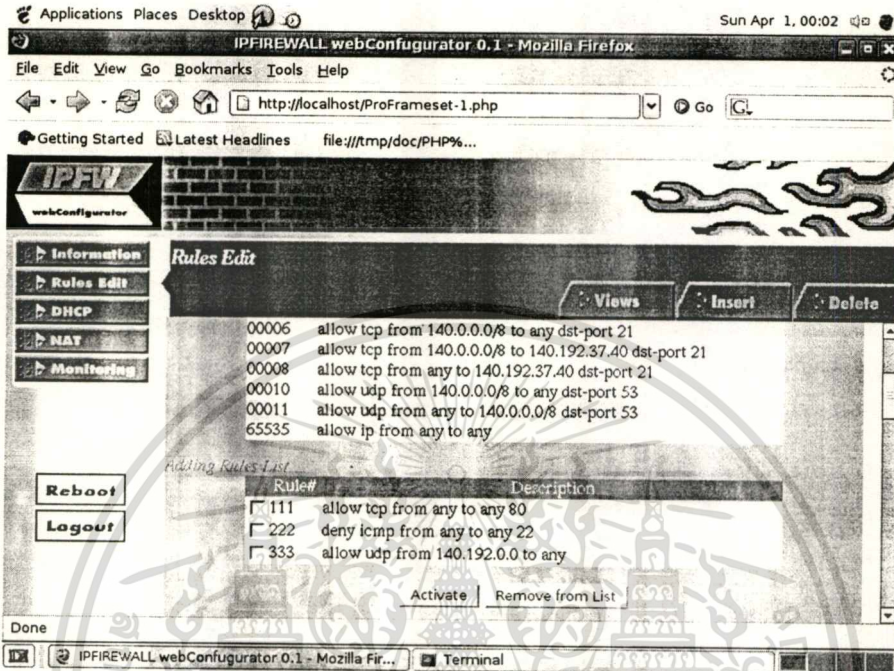 Applications Places Desktop
Sun Apr 1, 00:02
IPFIREWALL webConfugurator 0.1 - Mozilla Firefox
File Edit View Go Bookmarks Tools Help
http://localhost/ProFrameset-1.php
Go
Getting Started Latest Headlines file:///tmp/doc/PHP%...
IPFW
webConfigurator
Information
Rules Edit
DHCP
NAT
Monitoring
Reboot
Logout
Rules Edit
Views Insert Delete
00006 allow tcp from 140.0.0.0/8 to any dst-port 21
00007 allow tcp from 140.0.0.0/8 to 140.192.37.40 dst-port 21
00008 allow tcp from any to 140.192.37.40 dst-port 21
00010 allow udp from 140.0.0.0/8 to any dst-port 53
00011 allow udp from any to 140.0.0.0/8 dst-port 53
65535 allow ip from any to any
Adding Rules List
Rule# Description
111 allow tcp from any to any 80
222 deny icmp from any to any 22
333 allow udp from 140.192.0.0 to any
Activate Remove from List
Done
IPFIREWALL webConfugurator 0.1 - Mozilla Fir... Terminal